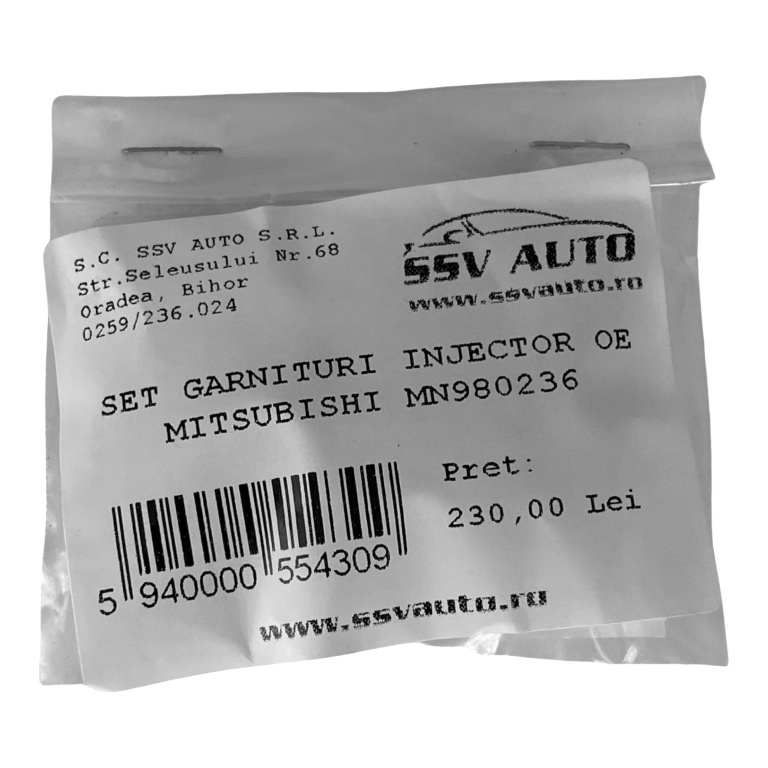 S.C. SSV AUTO S.R.L.
Str.Seleusului Nr.68
Oradea, Bihor
0259/236.024
SSV AUTO
www.ssvauto.ro
SET GARNITURI INJECTOR OE
MITSUBISHI MN980236
Pret:
230,00 Lei
5 940000 554309
www.ssvauto.ro